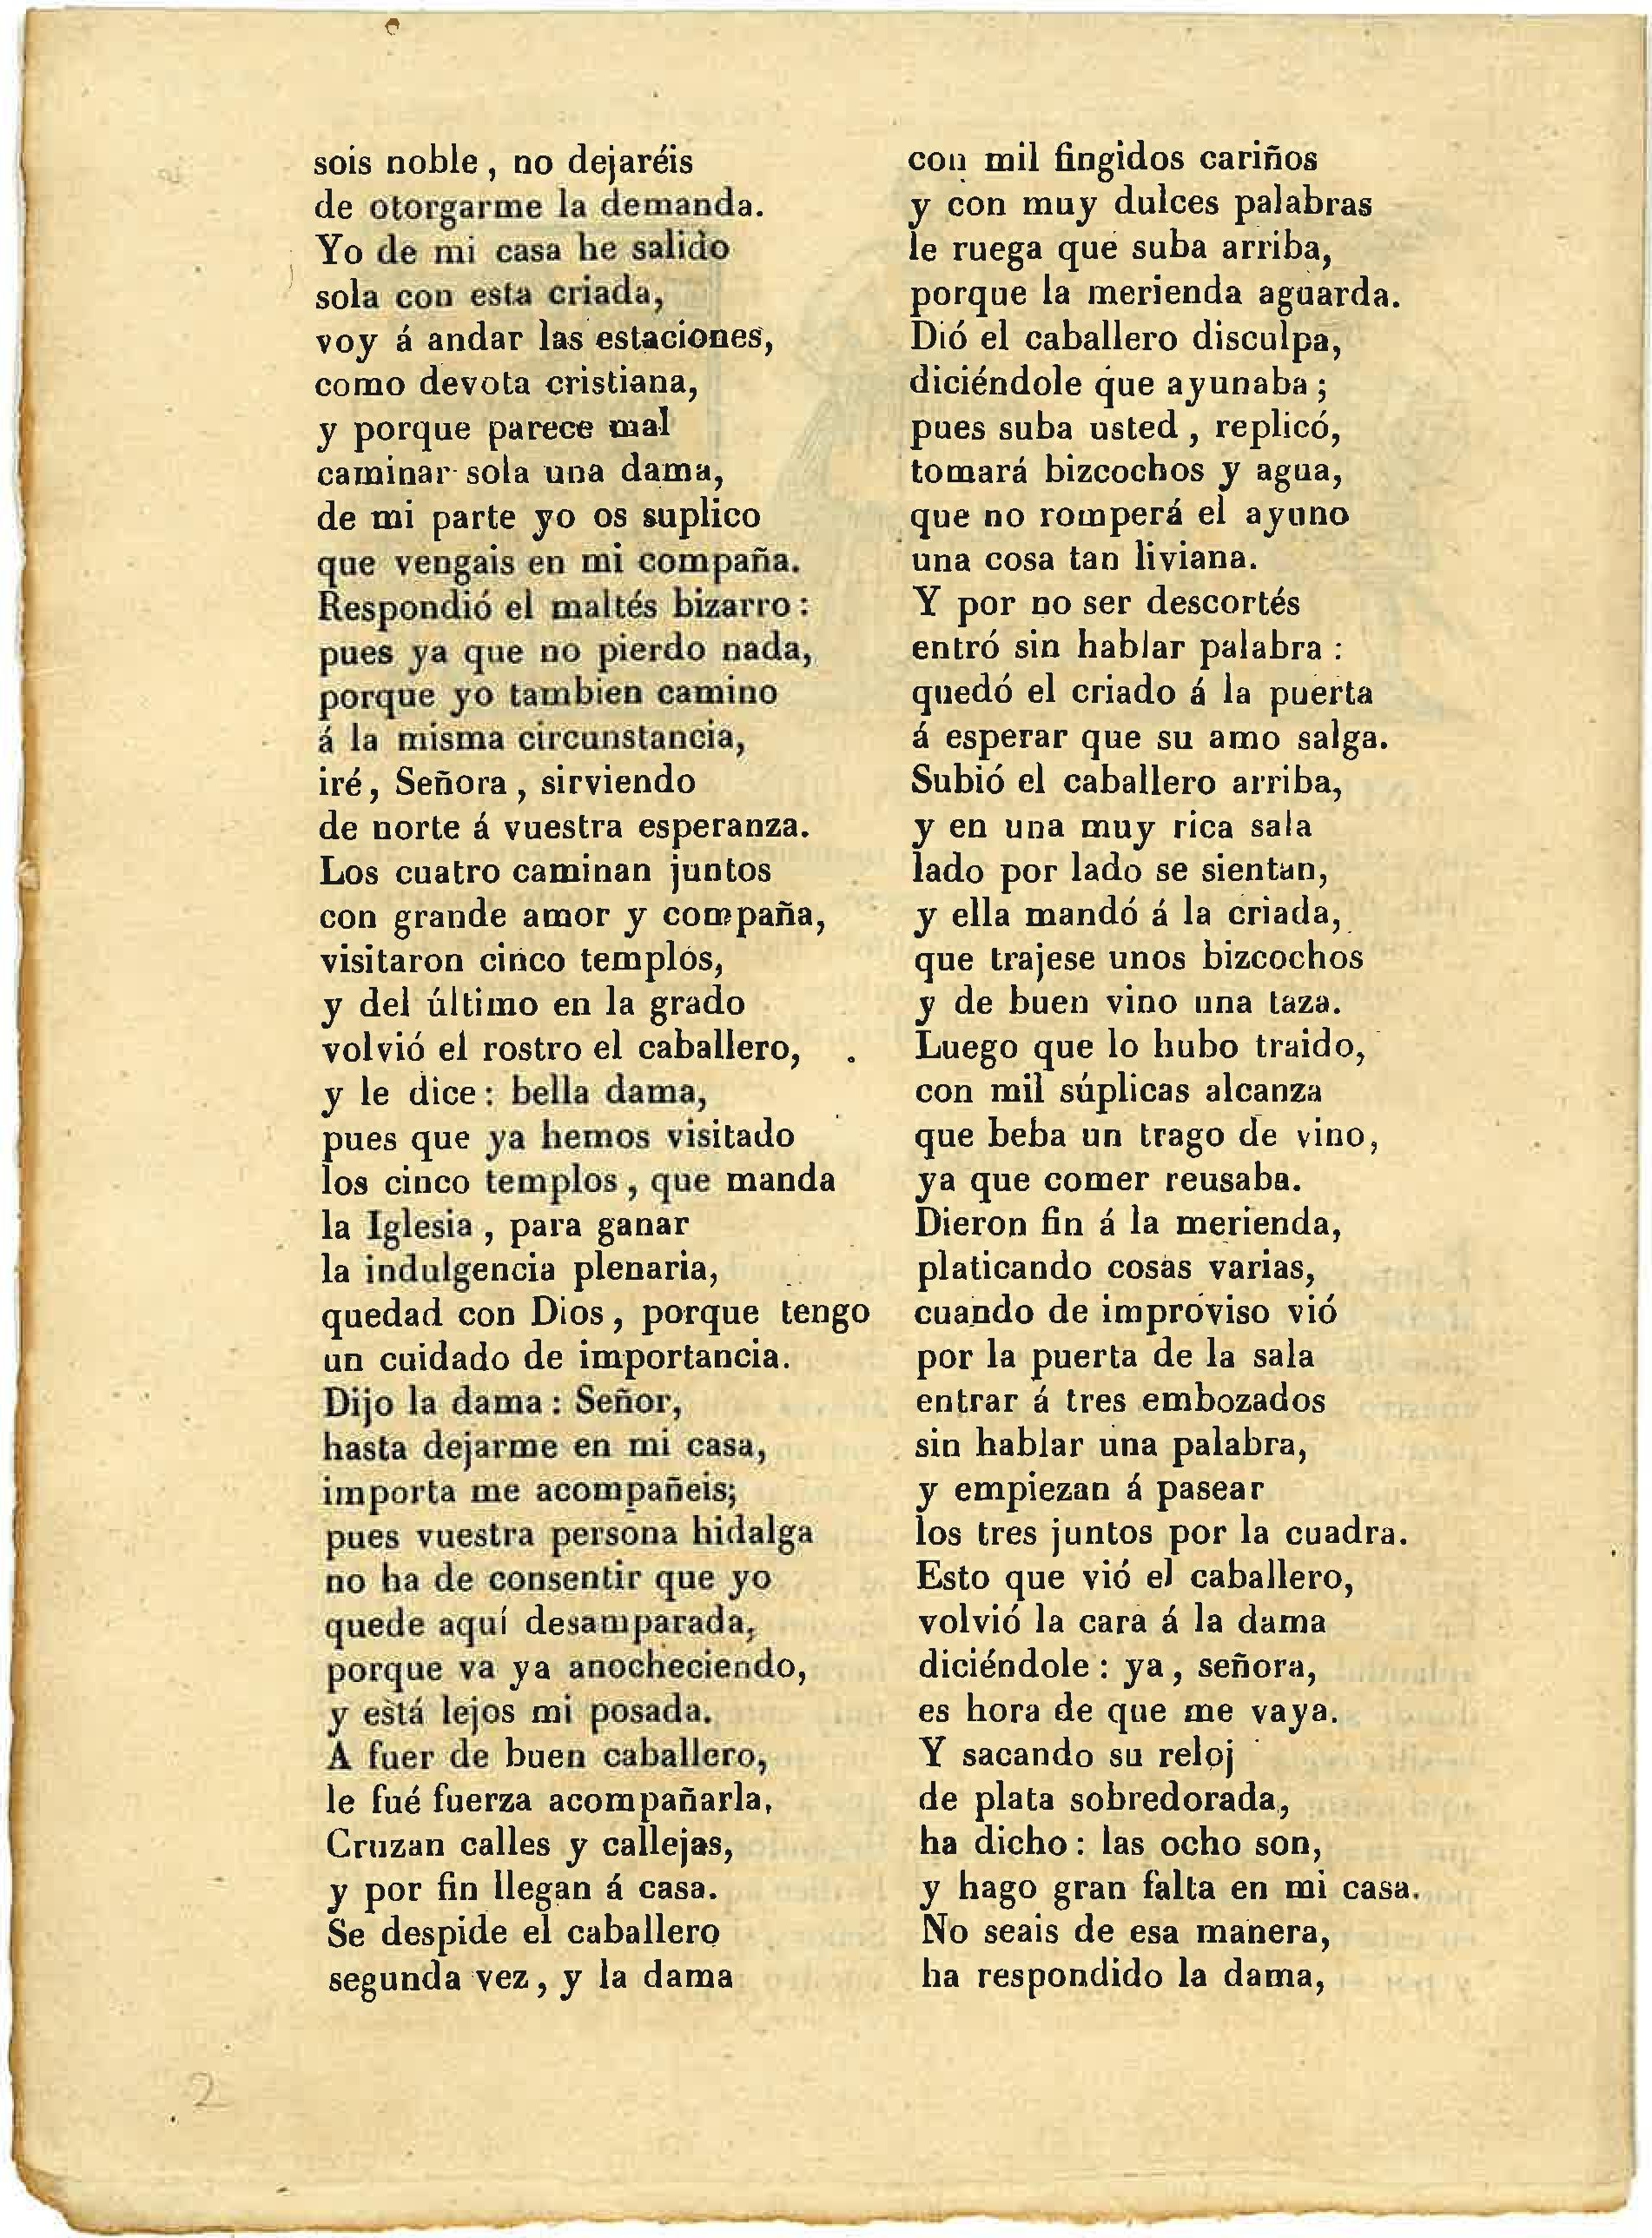 sois noble, no dejaréis
de otorgarme la demanda.
Yo de mi casa he salido
sola con esta criada,
voy á andar las estaciones,
como devota cristiana,
y porque parece mal
caminar sola una dama,
de mi parte yo os suplico
que vengais en mi compaña.
Respondió el maltés bizarro:
pues ya que no pierdo nada,
porque yo tambien camino
á la misma circunstancia,
iré, Señora, sirviendo
de norte á vuestra esperanza.
Los cuatro caminan juntos
con grande amor y compaña,
visitaron cinco templos,
y del último en la grado
volvió el rostro el caballero,
y le dice: bella dama,
pues que ya hemos visitado
los cinco templos, que manda
la Iglesia, para ganar
la indulgencia plenaria,
quedad con Dios, porque tengo
un cuidado de importancia.
Dijo la dama: Señor,
hasta dejarme en mi casa,
importa me acompañeis;
pues vuestra persona hidalga
no ha de consentir que yo
quede aquí desamparada,
porque va ya anocheciendo,
y está lejos mi posada.
A fuer de buen caballero,
le fué fuerza acompañarla,
Cruzan calles y callejas,
y por fin llegan á casa.
Se despide el caballero
segunda vez, y la dama
con mil fingidos cariños
y con muy dulces palabras
le ruega que suba arriba,
porque la merienda aguarda.
Dió el caballero disculpa,
diciéndole que ayunaba;
pues suba usted, replicó,
tomará bizcochos y agua,
que no romperá el ayuno
una cosa tan liviana.
Y por no ser descortés
entró sin hablar palabra:
quedó el criado á la puerta
á esperar que su amo salga.
Subió el caballero arriba,
y en una muy rica sala
lado por lado se sientan,
y ella mandó á la criada,
que trajese unos bizcochos
y de buen vino una taza.
Luego que lo hubo traido,
con mil súplicas alcanza
que beba un trago de vino,
ya que comer reusaba.
Dieron fin á la merienda,
platicando cosas varias,
cuando de improviso vió
por la puerta de la sala
entrar á tres embozados
sin hablar una palabra,
y empiezan á pasear
los tres juntos por la cuadra.
Esto que vió el caballero,
volvió la cara á la dama
diciéndole: ya, señora,
es hora de que me vaya.
Y sacando su reloj
de plata sobredorada,
ha dicho: las ocho son,
y hago gran falta en mi casa.
No seais de esa manera,
ha respondido la dama,
2